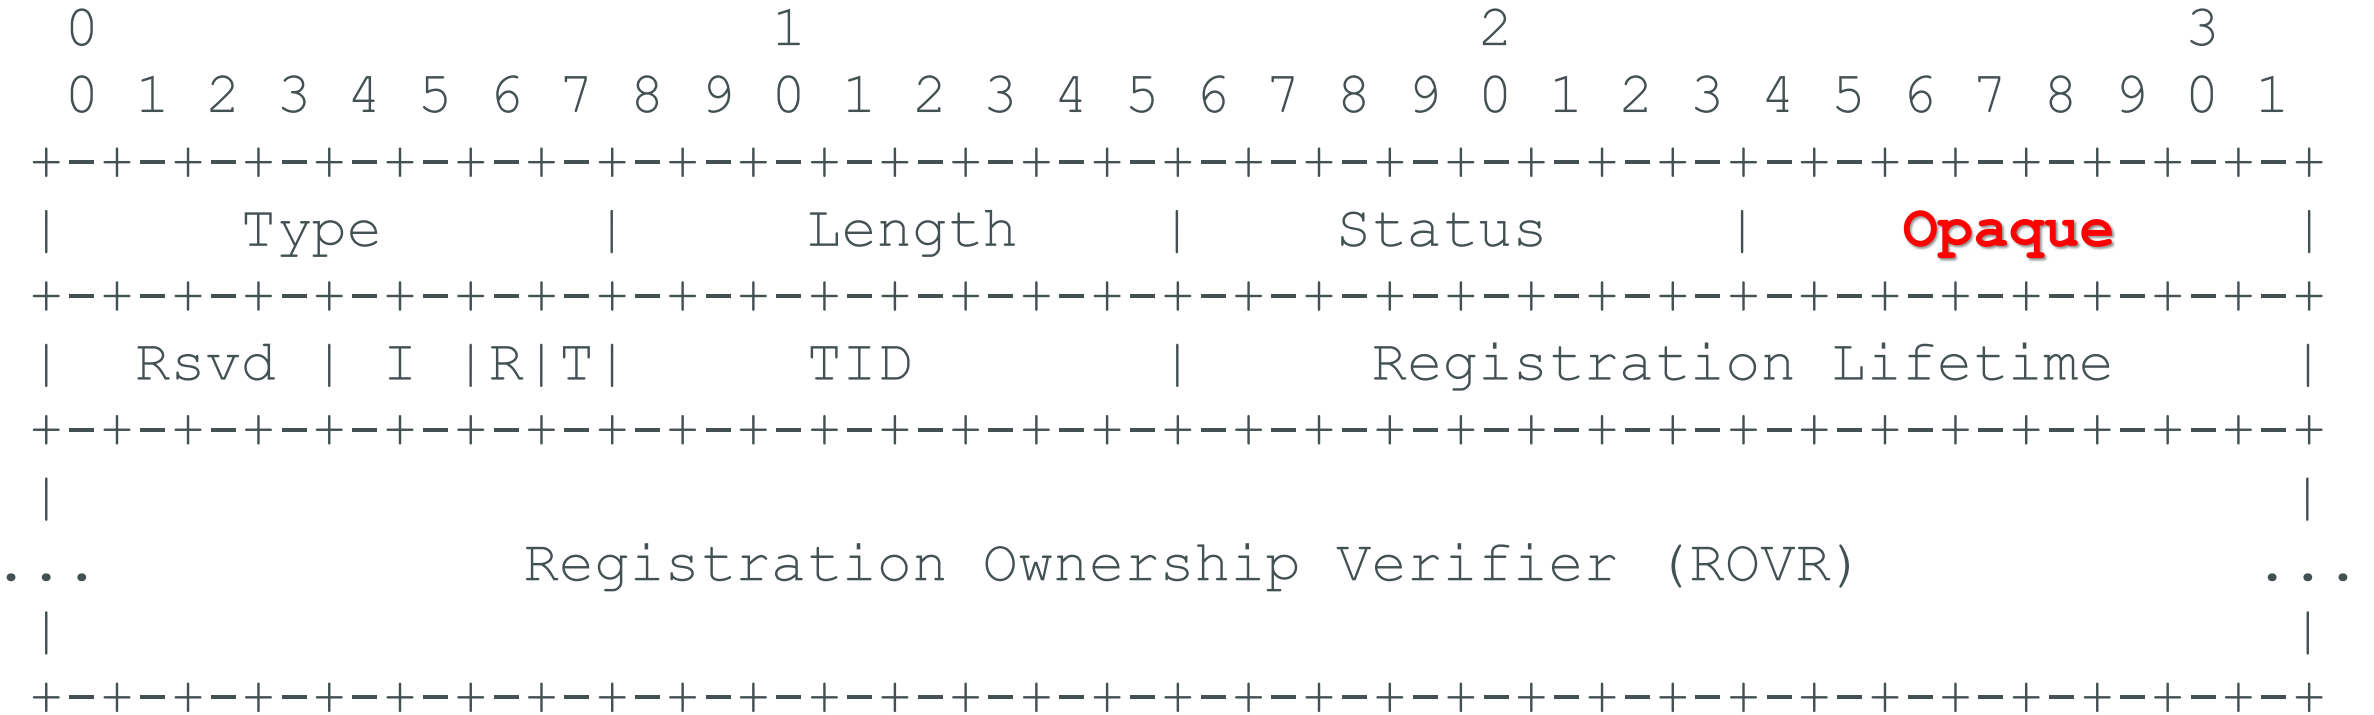 0                   1                   2                   3
 0 1 2 3 4 5 6 7 8 9 0 1 2 3 4 5 6 7 8 9 0 1 2 3 4 5 6 7 8 9 0 1
+-+-+-+-+-+-+-+-+-+-+-+-+-+-+-+-+-+-+-+-+-+-+-+-+-+-+-+-+-+-+-+-+
|     Type      |     Length    |    Status     |    Opaque     |
+-+-+-+-+-+-+-+-+-+-+-+-+-+-+-+-+-+-+-+-+-+-+-+-+-+-+-+-+-+-+-+-+
|  Rsvd | I |R|T|     TID       |     Registration Lifetime     |
+-+-+-+-+-+-+-+-+-+-+-+-+-+-+-+-+-+-+-+-+-+-+-+-+-+-+-+-+-+-+-+-+
|                                                               |
...            Registration Ownership Verifier (ROVR)           ...
|                                                               |
+-+-+-+-+-+-+-+-+-+-+-+-+-+-+-+-+-+-+-+-+-+-+-+-+-+-+-+-+-+-+-+-+